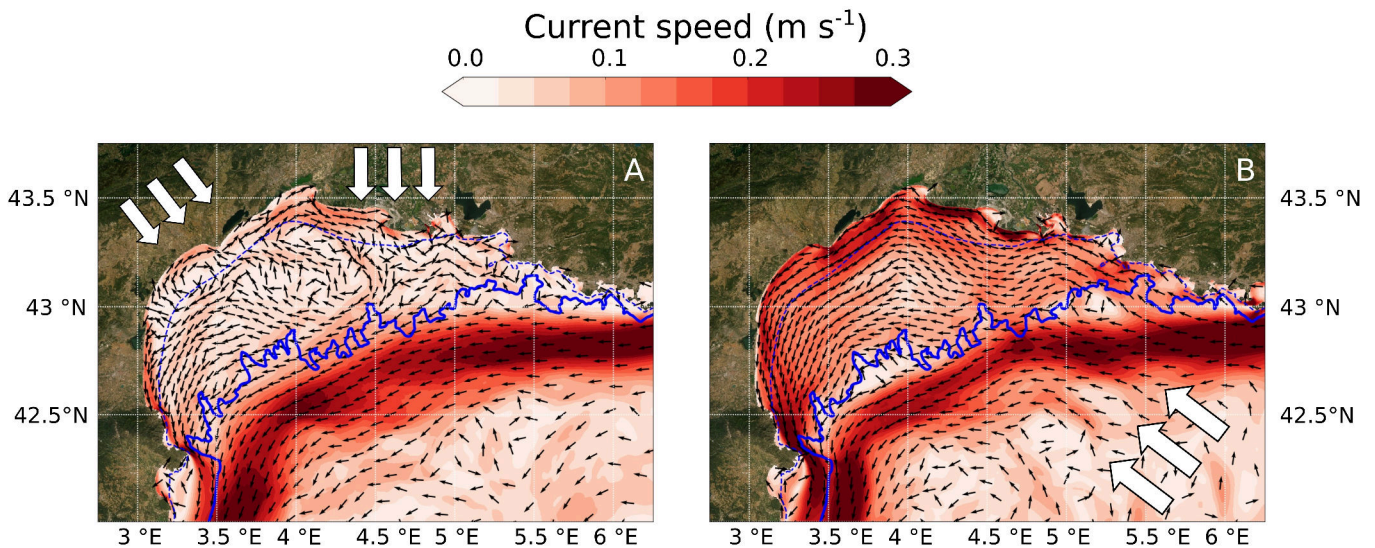 Current speed (m s⁻¹)
0.0 0.1 0.2 0.3
A B
43.5 °N 43.5 °N
43 °N 43 °N
42.5°N 42.5°N
3 °E 3.5 °E 4 °E 4.5 °E 5 °E 5.5 °E 6 °E 3 °E 3.5 °E 4 °E 4.5 °E 5 °E 5.5 °E 6 °E